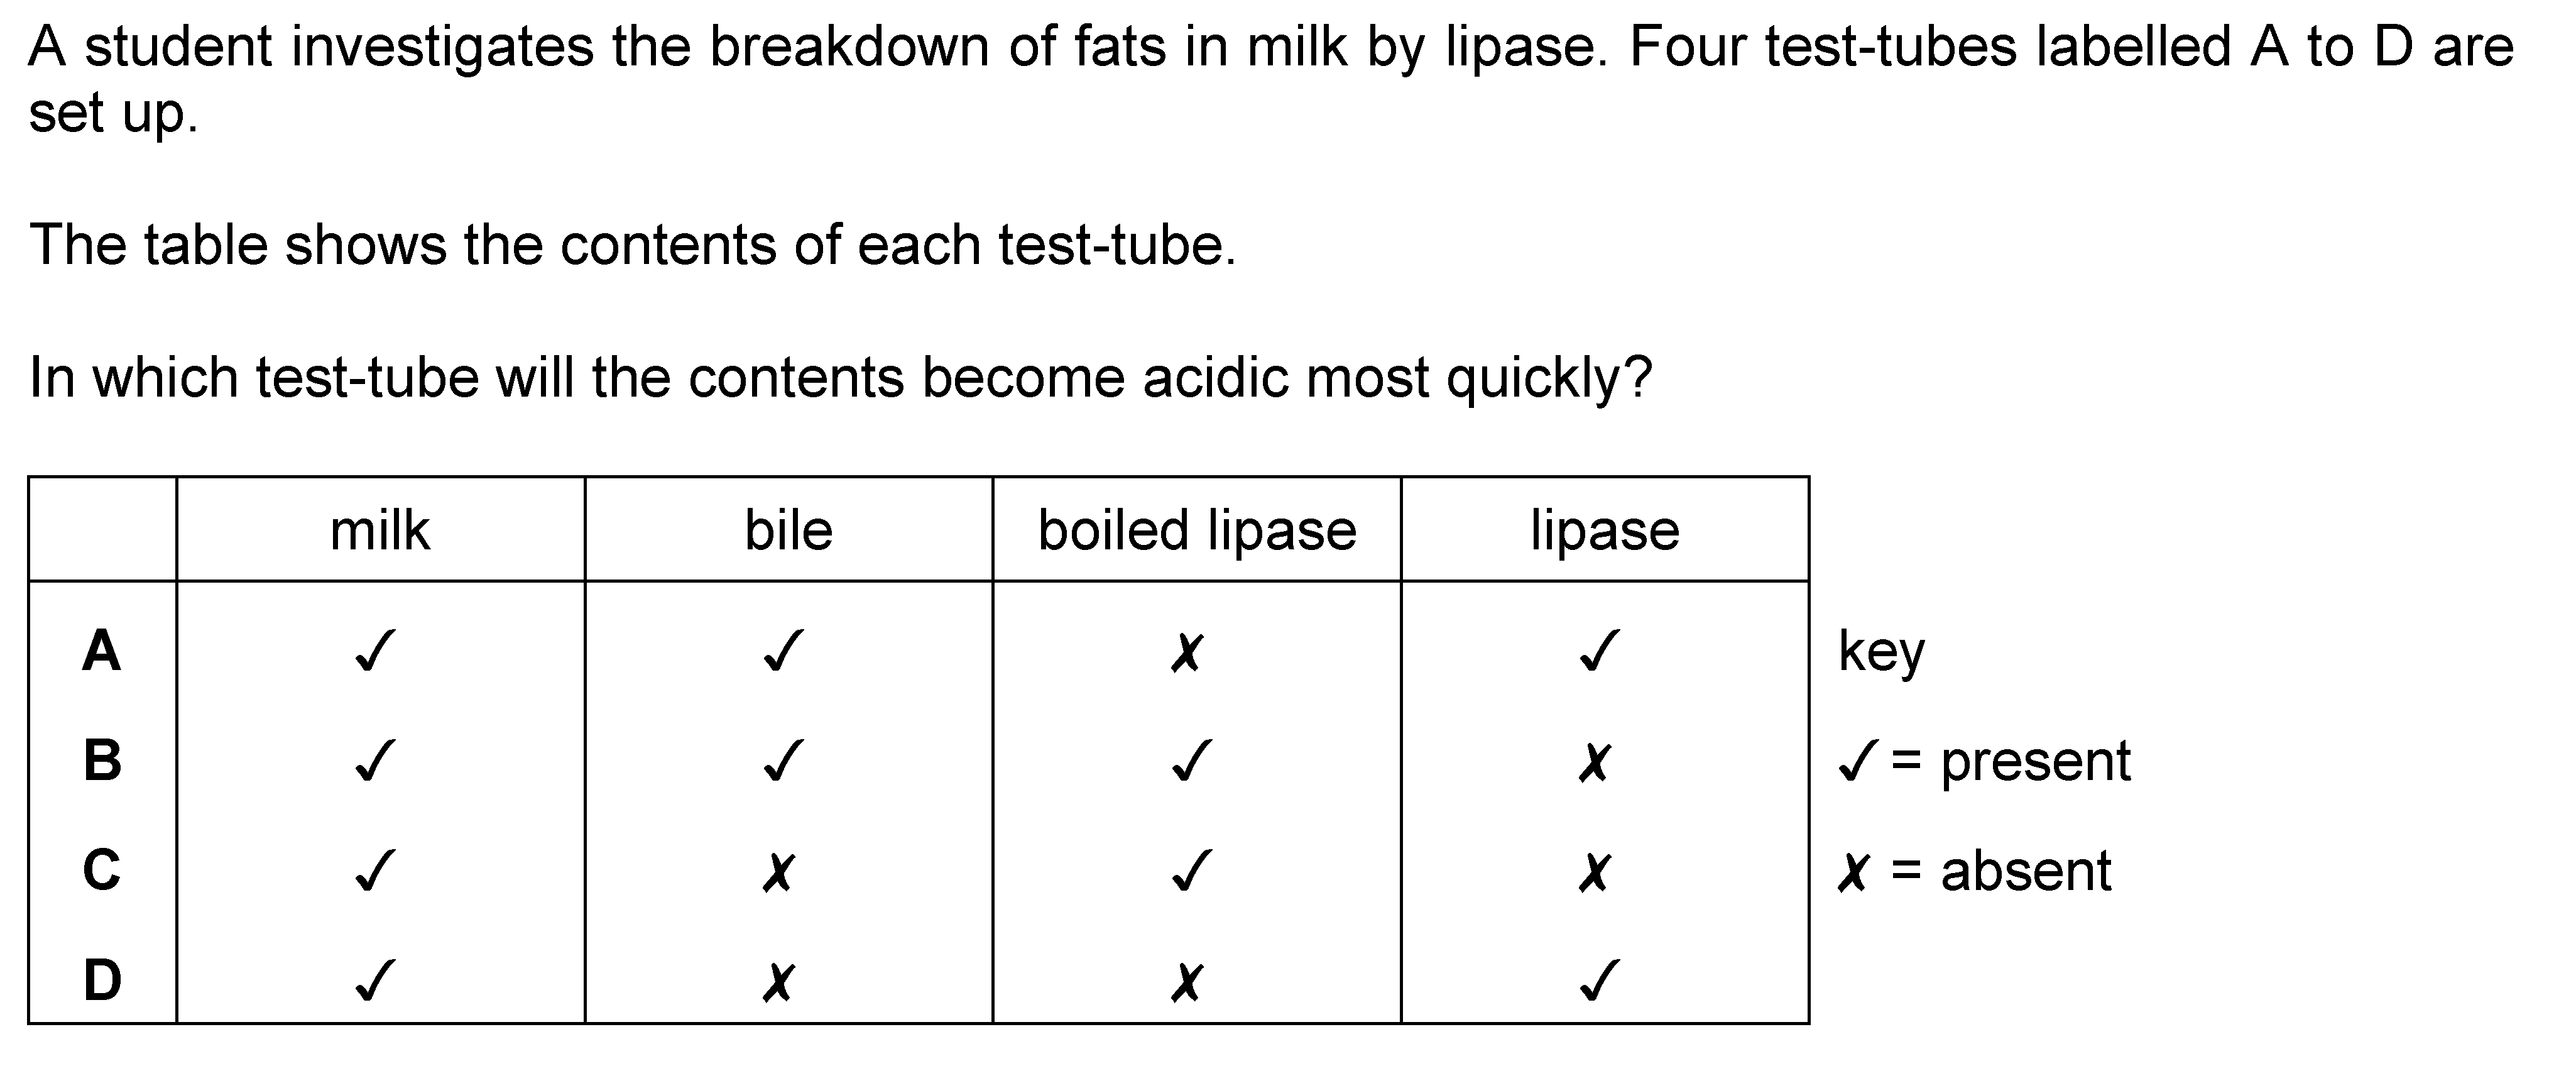 A student investigates the breakdown of fats in milk by lipase. Four test-tubes labelled A to D are
set up.
The table shows the contents of each test-tube.
In which test-tube will the contents become acidic most quickly?
milk bile boiled lipase lipase
A ✓ ✓ ✗ ✓ key
B ✓ ✓ ✓ ✗ ✓ = present
C ✓ ✗ ✓ ✗ ✗ = absent
D ✓ ✗ ✗ ✓